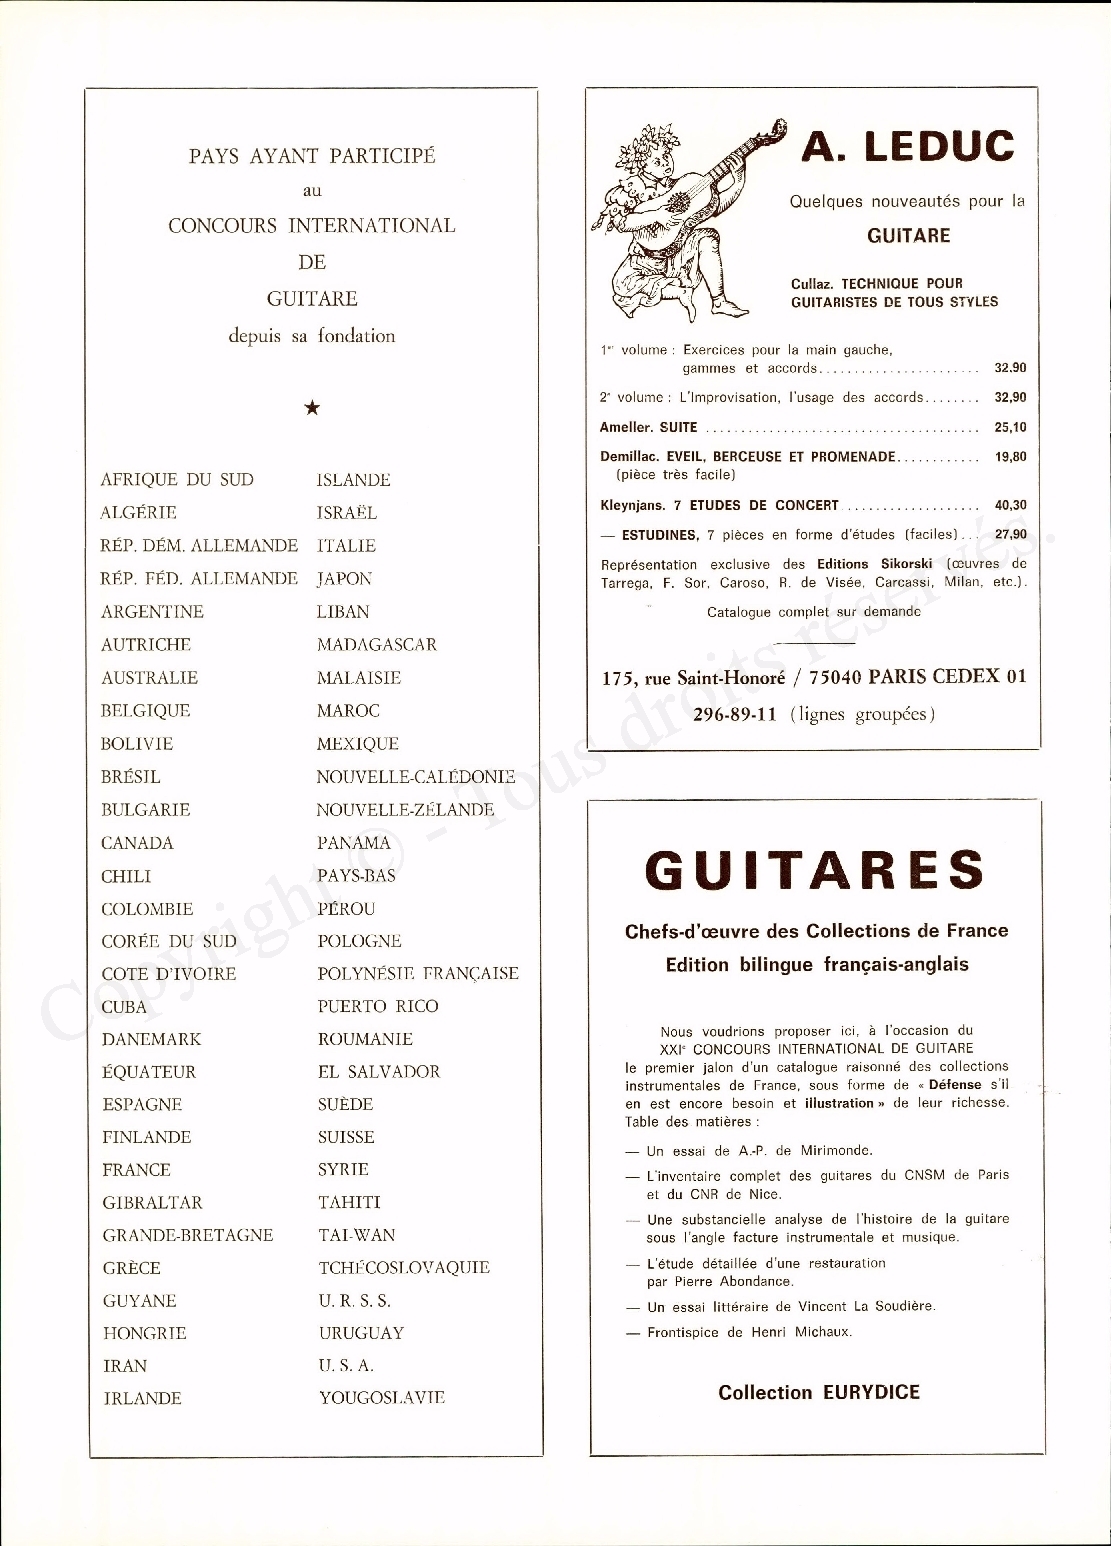 PAYS AYANT PARTICIPÉ
au
CONCOURS INTERNATIONAL
DE
GUITARE
depuis sa fondation
★
AFRIQUE DU SUD
ALGÉRIE
RÉP. DÉM. ALLEMANDE
RÉP. FÉD. ALLEMANDE
ARGENTINE
AUTRICHE
AUSTRALIE
BELGIQUE
BOLIVIE
BRÉSIL
BULGARIE
CANADA
CHILI
COLOMBIE
CORÉE DU SUD
COTE D'IVOIRE
CUBA
DANEMARK
ÉQUATEUR
ESPAGNE
FINLANDE
FRANCE
GIBRALTAR
GRANDE-BRETAGNE
GRÈCE
GUYANE
HONGRIE
IRAN
IRLANDE
ISLANDE
ISRAËL
ITALIE
JAPON
LIBAN
MADAGASCAR
MALAISIE
MAROC
MEXIQUE
NOUVELLE-CALÉDONIE
NOUVELLE-ZÉLANDE
PANAMA
PAYS-BAS
PÉROU
POLOGNE
POLYNÉSIE FRANÇAISE
PUERTO RICO
ROUMANIE
EL SALVADOR
SUÈDE
SUISSE
SYRIE
TAHITI
TAI-WAN
TCHÉCOSLOVAQUIE
U. R. S. S.
URUGUAY
U. S. A.
YOUGOSLAVIE
A. LEDUC
Quelques nouveautés pour la
GUITARE
Cullaz. TECHNIQUE POUR
GUITARISTES DE TOUS STYLES
1er volume : Exercices pour la main gauche,
gammes et accords....................... 32.90
2e volume : L'Improvisation, l'usage des accords........ 32,90
Ameller. SUITE ....................................... 25,10
Demillac. EVEIL, BERCEUSE ET PROMENADE............ 19,80
(pièce très facile)
Kleynjans. 7 ETUDES DE CONCERT ................... 40,30
— ESTUDINES, 7 pièces en forme d'études (faciles)... 27,90
Représentation exclusive des Editions Sikorski (œuvres de
Tarrega, F. Sor, Caroso, R. de Visée, Carcassi, Milan, etc.).
Catalogue complet sur demande
175, rue Saint-Honoré / 75040 PARIS CEDEX 01
296-89-11 (lignes groupées)
GUITARES
Chefs-d'œuvre des Collections de France
Edition bilingue français-anglais
Nous voudrions proposer ici, à l'occasion du
XXIe CONCOURS INTERNATIONAL DE GUITARE
le premier jalon d'un catalogue raisonné des collections
instrumentales de France, sous forme de « Défense s'il
en est encore besoin et illustration » de leur richesse.
Table des matières :
— Un essai de A.-P. de Mirimonde.
— L'inventaire complet des guitares du CNSM de Paris
et du CNR de Nice.
— Une substancielle analyse de l'histoire de la guitare
sous l'angle facture instrumentale et musique.
— L'étude détaillée d'une restauration
par Pierre Abondance.
— Un essai littéraire de Vincent La Soudière.
— Frontispice de Henri Michaux.
Collection EURYDICE
Copyright © - Tous droits réservés.